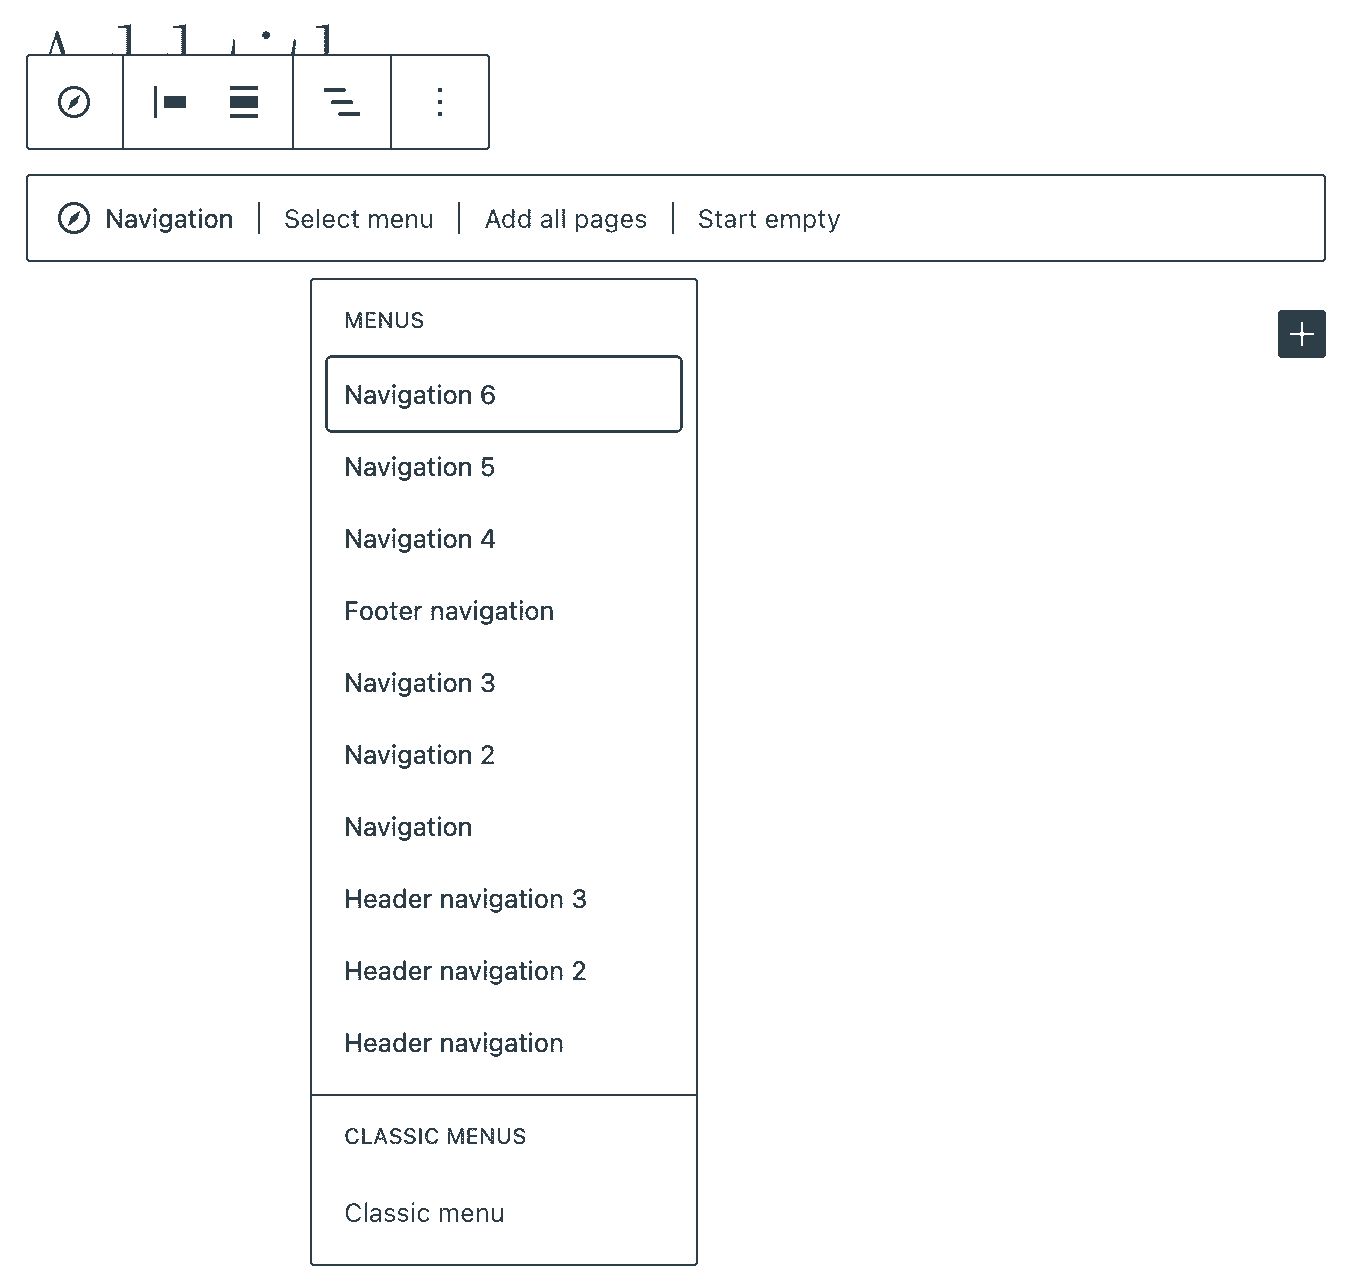 Navigation Select menu Add all pages Start empty
MENUS
Navigation 6
Navigation 5
Navigation 4
Footer navigation
Navigation 3
Navigation 2
Navigation
Header navigation 3
Header navigation 2
Header navigation
CLASSIC MENUS
Classic menu